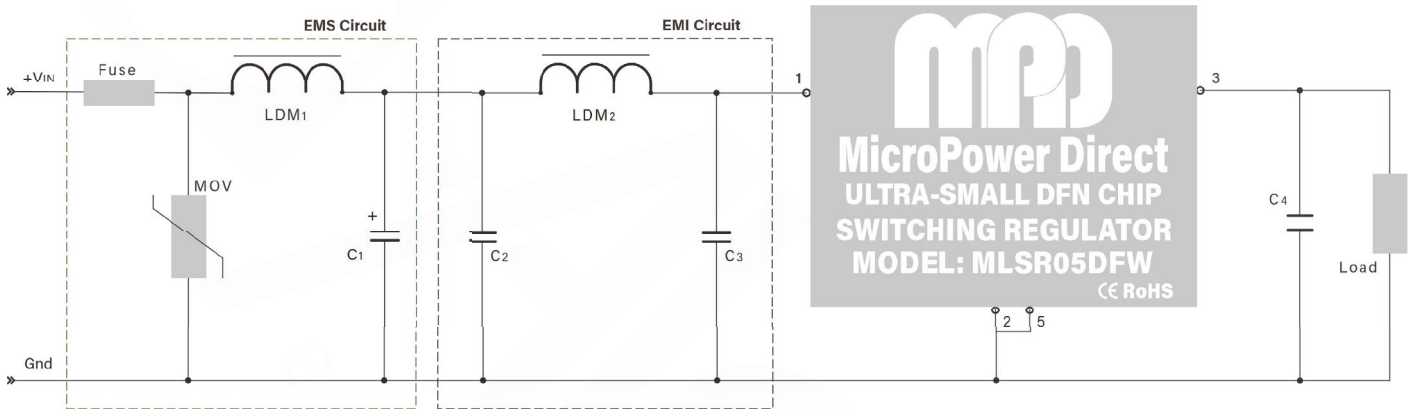 EMS Circuit
EMI Circuit
MPD
+VIN
Fuse
LDM1
LDM2
1
3
MicroPower Direct
ULTRA-SMALL DFN CHIP
SWITCHING REGULATOR
MODEL: MLSR05DFW
CE RoHS
MOV
+
C1
C2
C3
C4
Load
2 5
Gnd